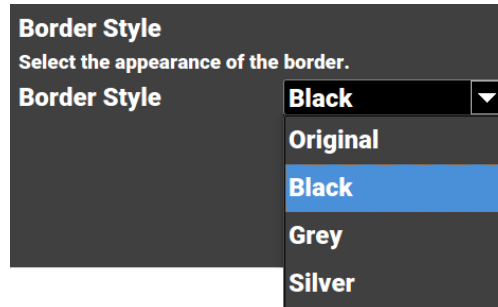 Border Style
Select the appearance of the border.
Border Style Black
Original
Black
Grey
Silver